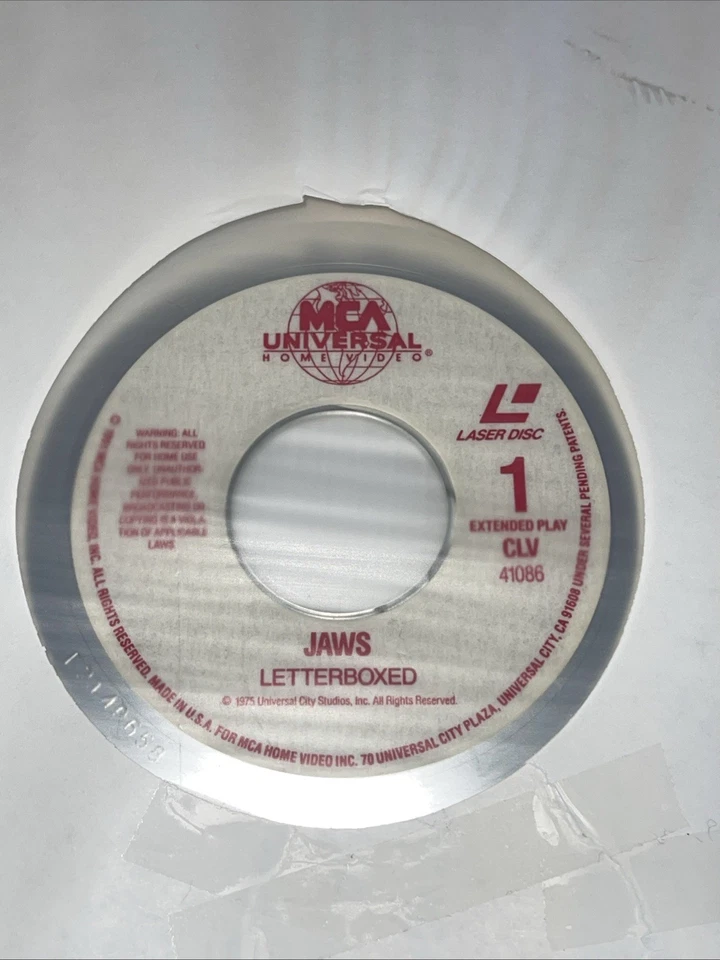 MCA
UNIVERSAL
HOME VIDEO®
LASER DISC
1
EXTENDED PLAY
CLV
41086
WARNING: ALL
RIGHTS RESERVED
FOR HOME USE
ONLY. UNAUTHOR-
IZED PUBLIC
PERFORMANCE,
BROADCASTING OR
COPYING IS A VIOLA-
TION OF APPLICABLE
LAWS.
JAWS
LETTERBOXED
© 1975 Universal City Studios, Inc. All Rights Reserved.
©
INC. ALL RIGHTS RESERVED. MADE IN U.S.A. FOR MCA HOME VIDEO INC. 70 UNIVERSAL CITY PLAZA, UNIVERSAL CITY, CA 91608 UNDER SEVERAL PENDING PATENTS.